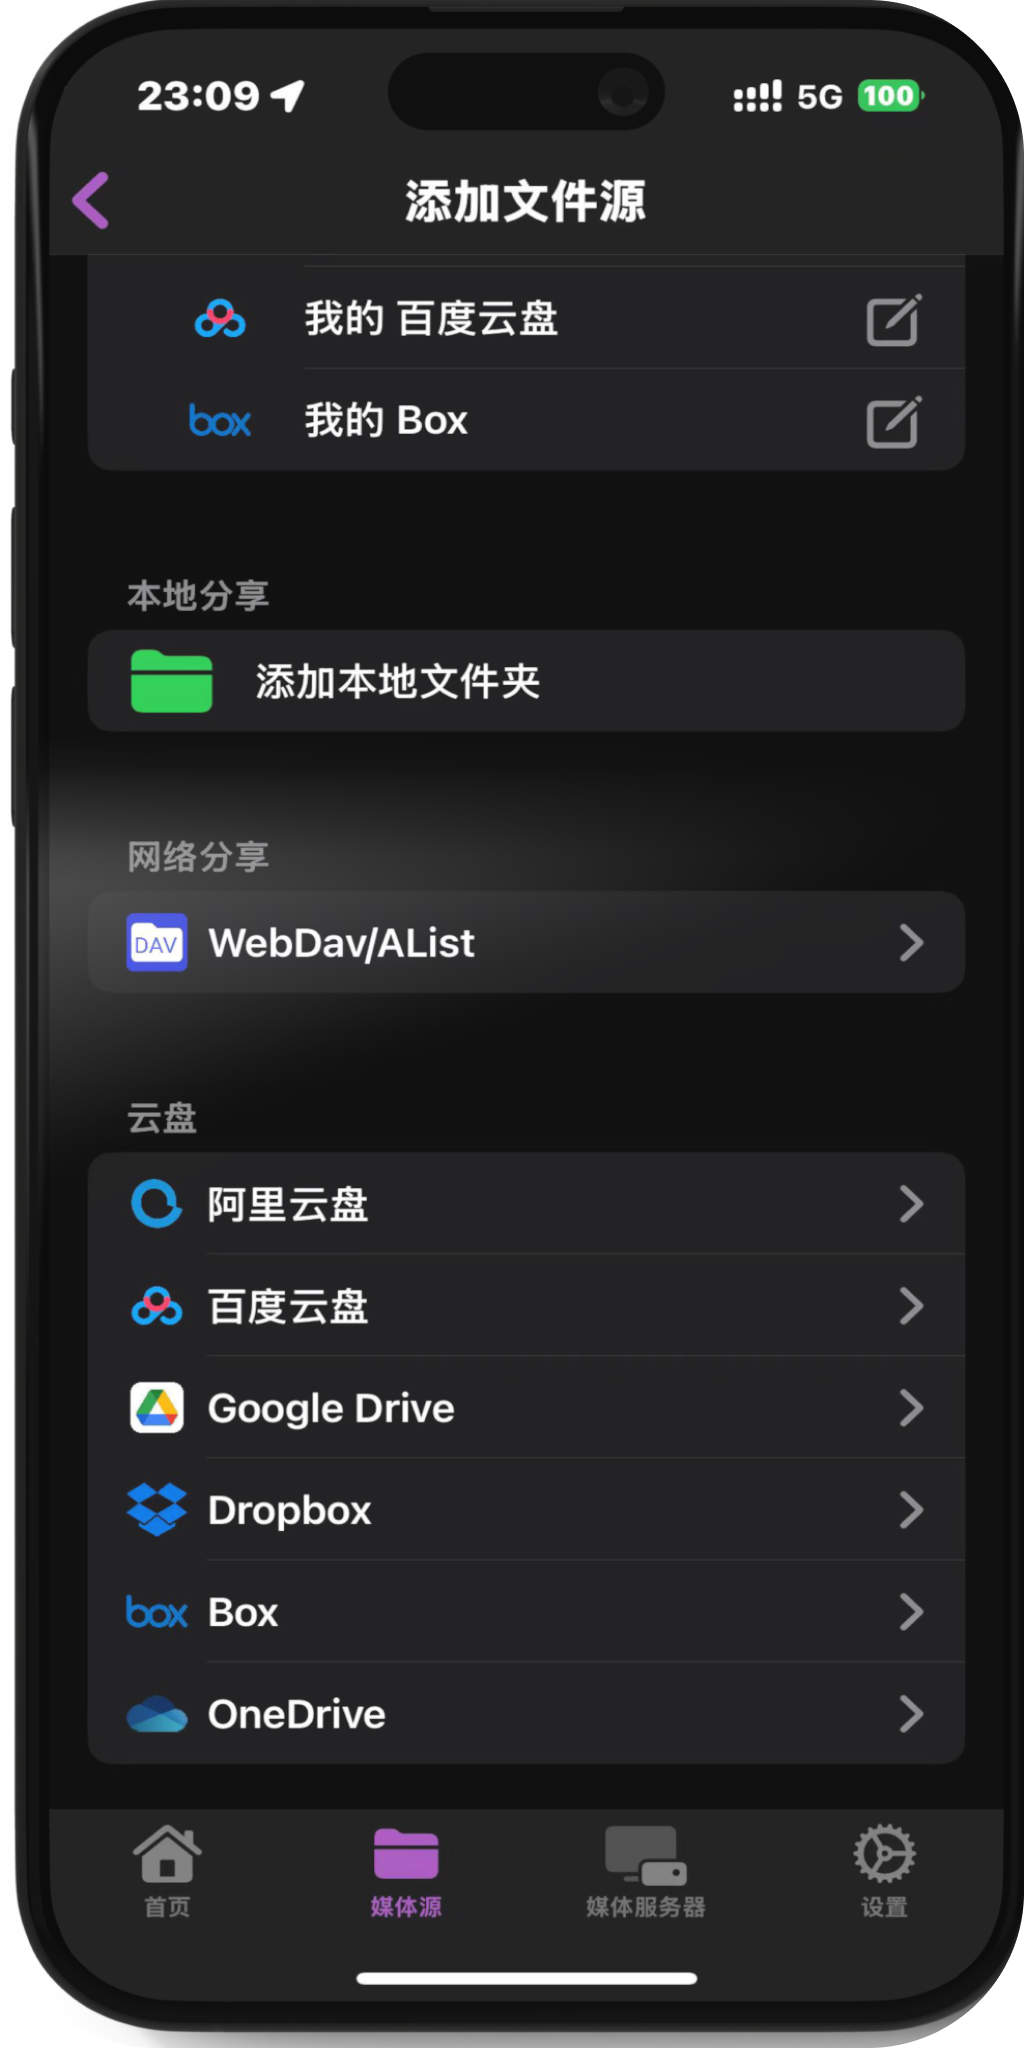 23:09 5G 100
添加文件源
我的 百度云盘
box 我的 Box
本地分享
添加本地文件夹
网络分享
DAV WebDav/AList
云盘
阿里云盘
百度云盘
Google Drive
Dropbox
box Box
OneDrive
首页 媒体源 媒体服务器 设置